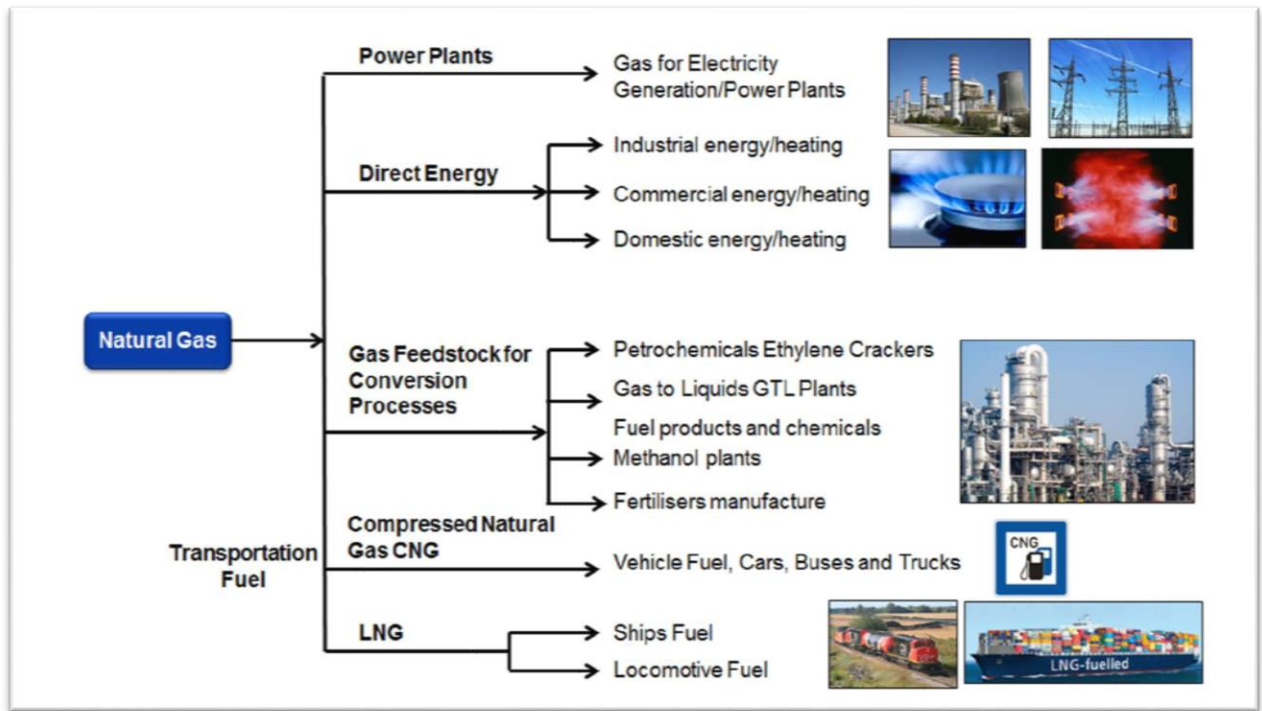 Power Plants
Gas for Electricity
Generation/Power Plants
Direct Energy
Industrial energy/heating
Commercial energy/heating
Domestic energy/heating
Natural Gas
Gas Feedstock for
Conversion
Processes
Petrochemicals Ethylene Crackers
Gas to Liquids GTL Plants
Fuel products and chemicals
Methanol plants
Fertilisers manufacture
Transportation
Fuel
Compressed Natural
Gas CNG
Vehicle Fuel, Cars, Buses and Trucks
CNG
LNG
Ships Fuel
Locomotive Fuel
LNG-fuelled